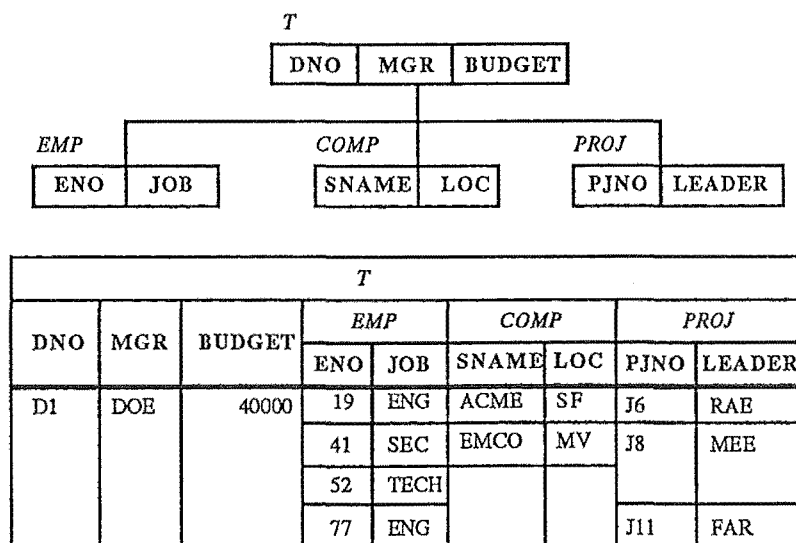 T
DNO MGR BUDGET
EMP COMP PROJ
ENO JOB SNAME LOC PJNO LEADER
T
DNO MGR BUDGET EMP COMP PROJ
ENO JOB SNAME LOC PJNO LEADER
D1 DOE 40000 19 ENG ACME SF J6 RAE
41 SEC EMCO MV J8 MEE
52 TECH
77 ENG J11 FAR